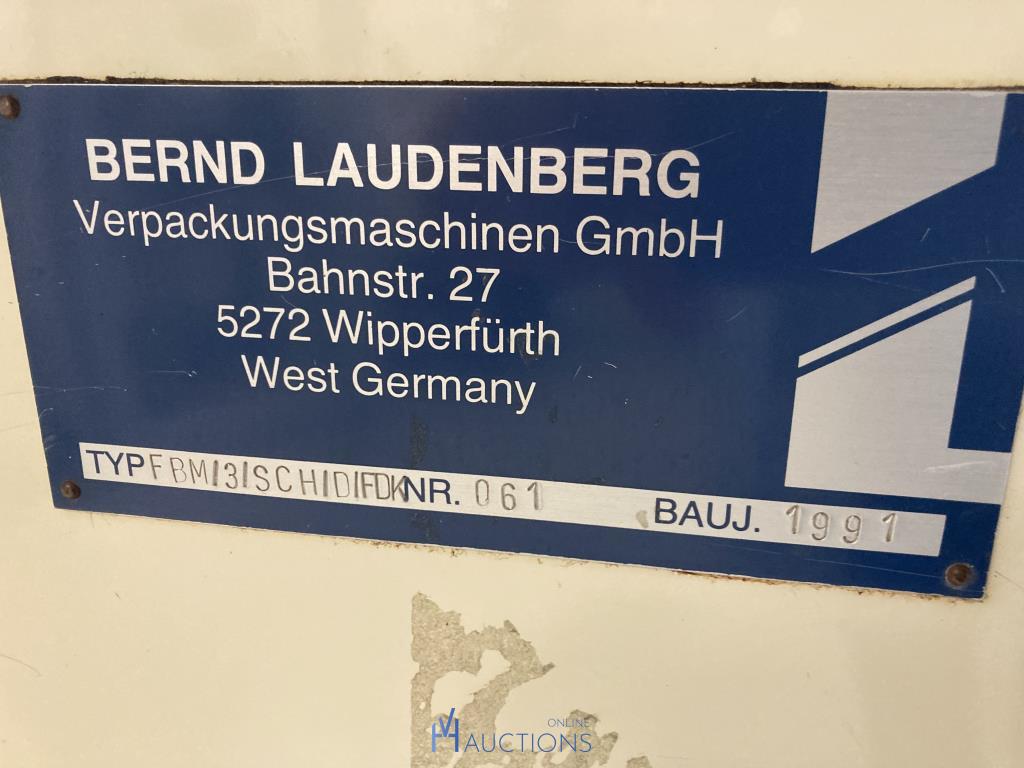 BERND LAUDENBERG
Verpackungsmaschinen GmbH
Bahnstr. 27
5272 Wipperfürth
West Germany
TYP FBM/3/SCH/D/FDK NR. 061 BAUJ. 1991
ONLINE
HVAUCTIONS